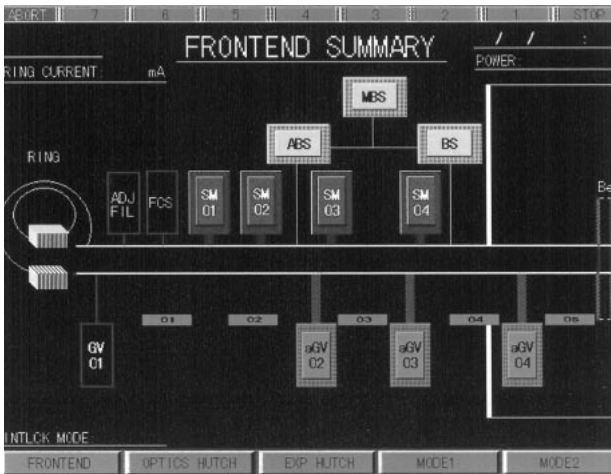 ABORT 7 6 5 4 3 2 1 STOP
FRONTEND SUMMARY
/ / :
RING CURRENT: mA
POWER:
MBS
ABS
BS
RING
ADJ
FIL
FCS
SM
01
SM
02
SM
03
SM
04
Be
01
02
03
04
05
GV
01
aGV
02
aGV
03
aGV
04
INTLCK MODE
FRONTEND
OPTICS HUTCH
EXP HUTCH
MODE1
MODE2